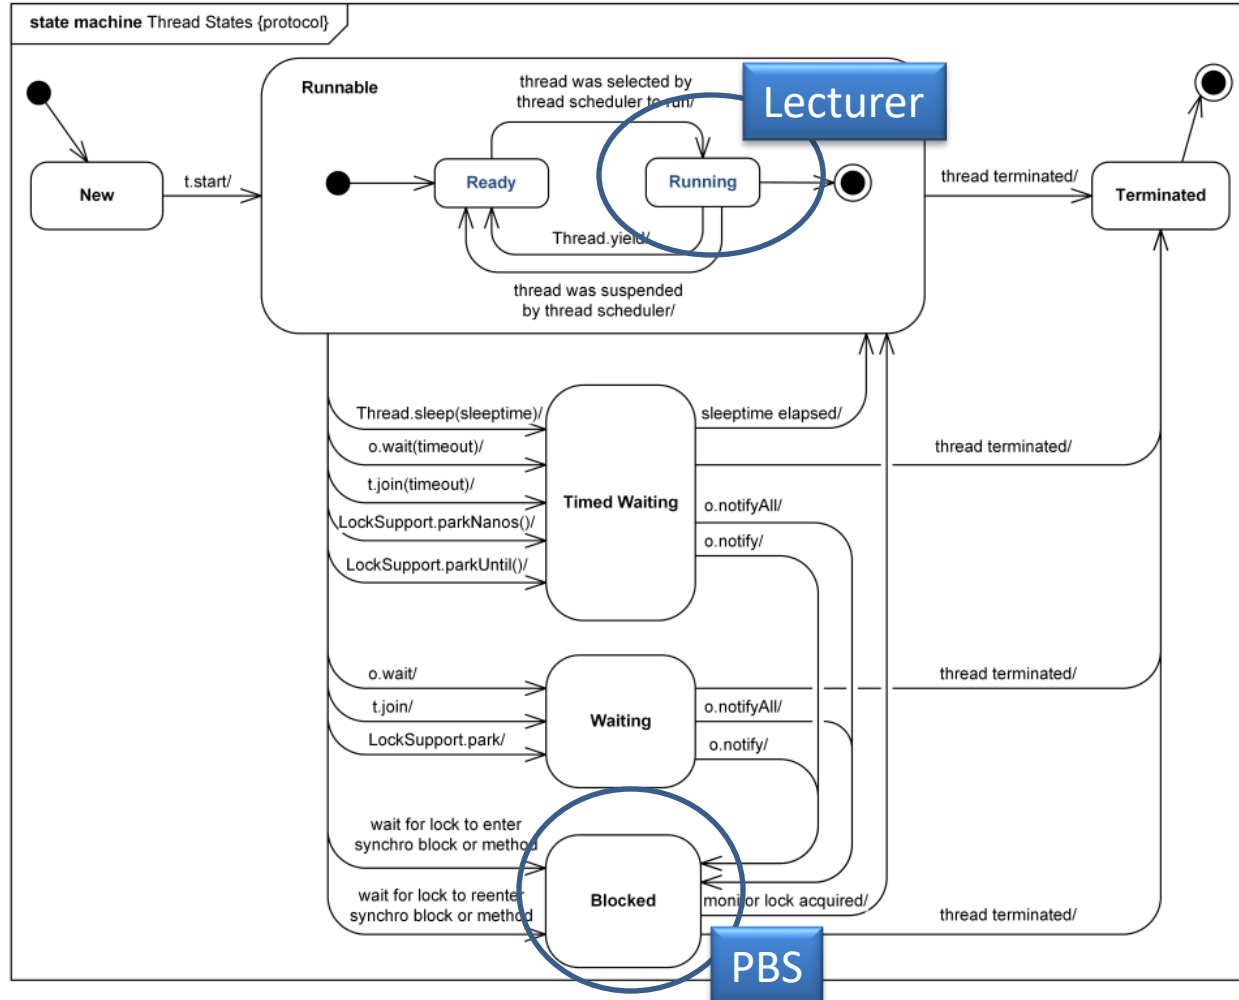 state machine Thread States {protocol}
Runnable
thread was selected by
thread scheduler to run/
Lecturer
New
t.start/
Ready
Running
thread terminated/
Terminated
Thread.yield/
thread was suspended
by thread scheduler/
Thread.sleep(sleeptime)/
o.wait(timeout)/
t.join(timeout)/
LockSupport.parkNanos()/
LockSupport.parkUntil()/
Timed Waiting
sleeptime elapsed/
thread terminated/
o.notifyAll/
o.notify/
o.wait/
t.join/
LockSupport.park/
Waiting
thread terminated/
o.notifyAll/
o.notify/
wait for lock to enter
synchro block or method
wait for lock to reenter
synchro block or method
Blocked
monitor lock acquired/
thread terminated/
PBS